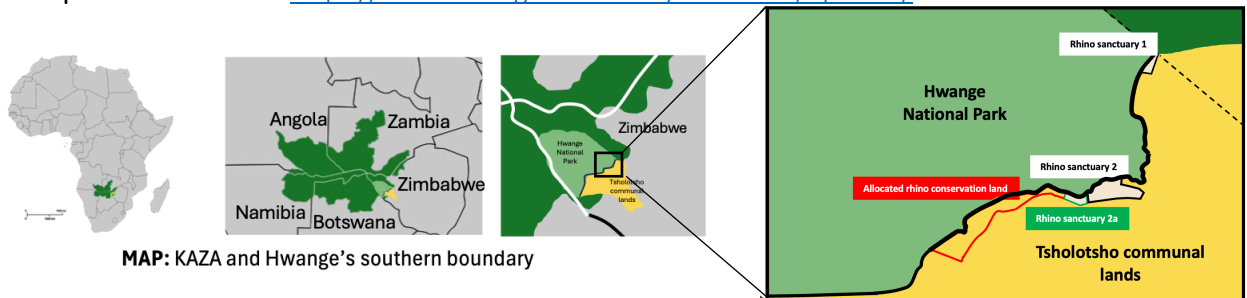 Angola
Zambia
Zimbabwe
Namibia
Botswana
Zimbabwe
Hwange
National
Park
Tsholotsho
communal
lands
Rhino sanctuary 1
Hwange
National Park
Rhino sanctuary 2
Allocated rhino conservation land
Rhino sanctuary 2a
Tsholotsho communal
lands
MAP: KAZA and Hwange's southern boundary